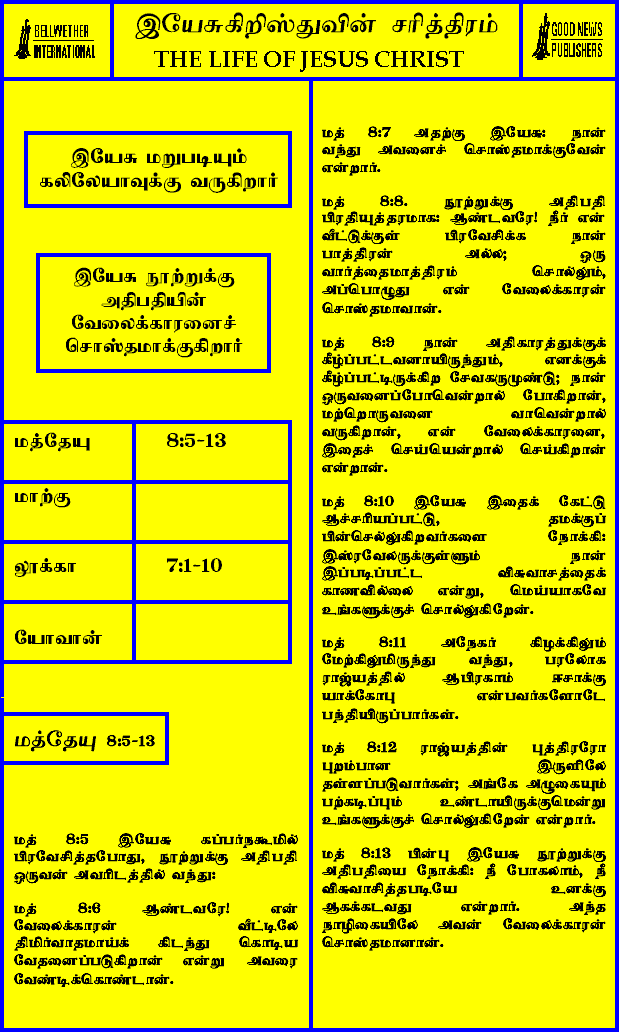 BELLWETHER
INTERNATIONAL
இயேசுகிறிஸ்துவின் சரித்திரம்
THE LIFE OF JESUS CHRIST
GOOD NEWS
PUBLISHERS
இயேசு மறுபடியும்
கலிலேயாவுக்கு வருகிறார்
இயேசு நூற்றுக்கு
அதிபதியின்
வேலைக்காரனைச்
சொஸ்தமாக்குகிறார்
மத்தேயு 8:5-13
மாற்கு
லூக்கா 7:1-10
யோவான்
மத்தேயு 8:5-13
மத் 8:5 இயேசு கப்பர்நகூமில்
பிரவேசித்தபோது, நூற்றுக்கு அதிபதி
ஒருவன் அவரிடத்தில் வந்து:
மத் 8:6 ஆண்டவரே! என்
வேலைக்காரன் வீட்டிலே
திமிர்வாதமாய்க் கிடந்து கொடிய
வேதனைப்படுகிறான் என்று அவரை
வேண்டிக்கொண்டான்.
மத் 8:7 அதற்கு இயேசு: நான்
வந்து அவனைச் சொஸ்தமாக்குவேன்
என்றார்.
மத் 8:8. நூற்றுக்கு அதிபதி
பிரதியுத்தரமாக: ஆண்டவரே! நீர் என்
வீட்டுக்குள் பிரவேசிக்க நான்
பாத்திரன் அல்ல; ஒரு
வார்த்தைமாத்திரம் சொல்லும்,
அப்பொழுது என் வேலைக்காரன்
சொஸ்தமாவான்.
மத் 8:9 நான் அதிகாரத்துக்குக்
கீழ்ப்பட்டவனாயிருந்தும், எனக்குக்
கீழ்ப்பட்டிருக்கிற சேவகருமுண்டு; நான்
ஒருவனைப்போவென்றால் போகிறான்,
மற்றொருவனை வாவென்றால்
வருகிறான், என் வேலைக்காரனை,
இதைச் செய்யென்றால் செய்கிறான்
என்றான்.
மத் 8:10 இயேசு இதைக் கேட்டு
ஆச்சரியப்பட்டு, தமக்குப்
பின்செல்லுகிறவர்களை நோக்கி:
இஸ்ரவேலருக்குள்ளும் நான்
இப்படிப்பட்ட விசுவாசத்தைக்
காணவில்லை என்று, மெய்யாகவே
உங்களுக்குச் சொல்லுகிறேன்.
மத் 8:11 அநேகர் கிழக்கிலும்
மேற்கிலுமிருந்து வந்து, பரலோக
ராஜ்யத்தில் ஆபிரகாம் ஈசாக்கு
யாக்கோபு என்பவர்களோடே
பந்தியிருப்பார்கள்.
மத் 8:12 ராஜ்யத்தின் புத்திரரோ
புறம்பான இருளிலே
தள்ளப்படுவார்கள்; அங்கே அழுகையும்
பற்கடிப்பும் உண்டாயிருக்குமென்று
உங்களுக்குச் சொல்லுகிறேன் என்றார்.
மத் 8:13 பின்பு இயேசு நூற்றுக்கு
அதிபதியை நோக்கி: நீ போகலாம், நீ
விசுவாசித்தபடியே உனக்கு
ஆகக்கடவது என்றார். அந்த
நாழிகையிலே அவன் வேலைக்காரன்
சொஸ்தமானான்.